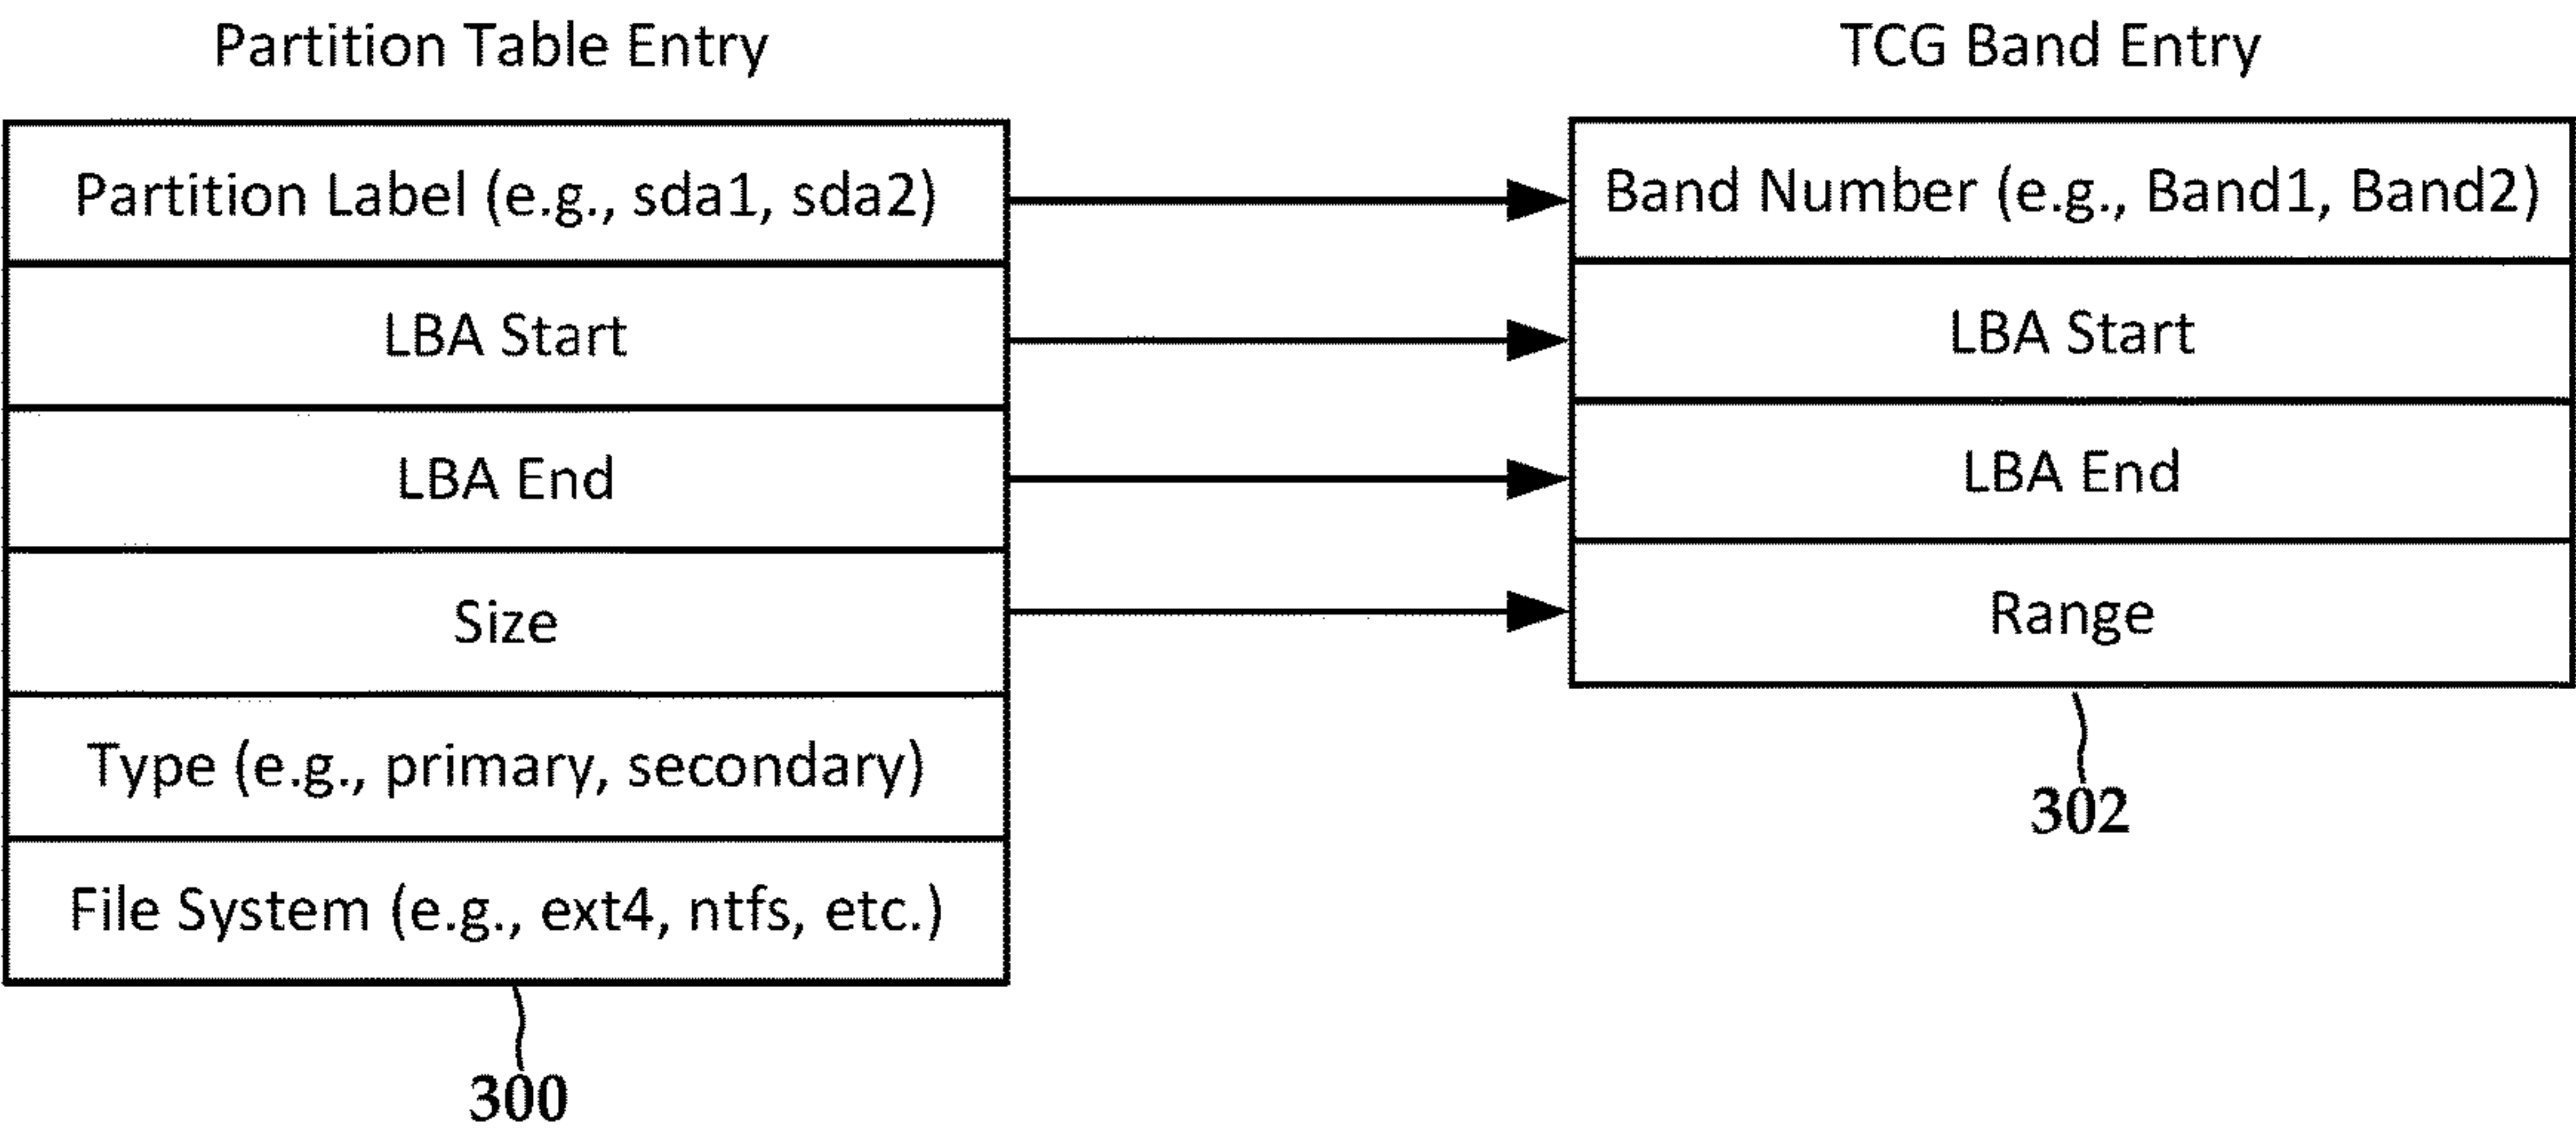 Partition Table Entry
Partition Label (e.g., sda1, sda2)
LBA Start
LBA End
Size
Type (e.g., primary, secondary)
File System (e.g., ext4, ntfs, etc.)
300
TCG Band Entry
Band Number (e.g., Band1, Band2)
LBA Start
LBA End
Range
302